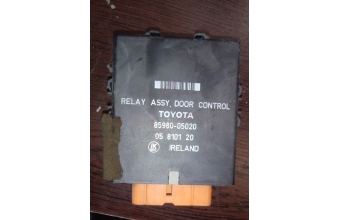 RELAY ASSY, DOOR CONTROL
TOYOTA
85980-05020
05 8101 20
IRELAND